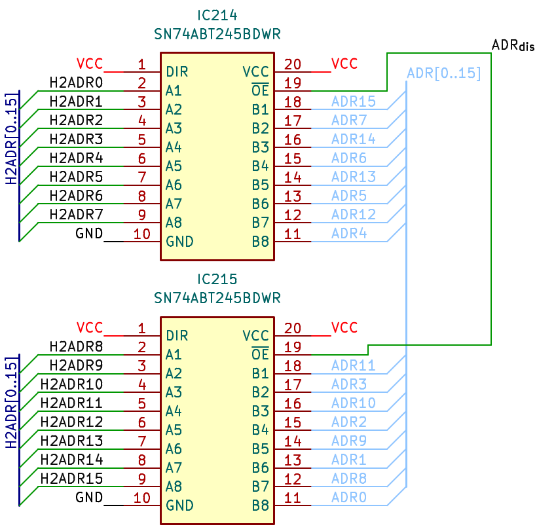 IC214
SN74ABT245BDWR
ADRdis
VCC 1 DIR VCC 20 VCC
H2ADR0 2 A1 OE 19
ADR[0..15]
H2ADR1 3 A2 B1 18 ADR15
H2ADR2 4 A3 B2 17 ADR7
H2ADR3 5 A4 B3 16 ADR14
H2ADR4 6 A5 B4 15 ADR6
H2ADR5 7 A6 B5 14 ADR13
H2ADR6 8 A7 B6 13 ADR5
H2ADR7 9 A8 B7 12 ADR12
GND 10 GND B8 11 ADR4
H2ADR[0..15]
IC215
SN74ABT245BDWR
VCC 1 DIR VCC 20 VCC
H2ADR8 2 A1 OE 19
H2ADR9 3 A2 B1 18 ADR11
H2ADR10 4 A3 B2 17 ADR3
H2ADR11 5 A4 B3 16 ADR10
H2ADR12 6 A5 B4 15 ADR2
H2ADR13 7 A6 B5 14 ADR9
H2ADR14 8 A7 B6 13 ADR1
H2ADR15 9 A8 B7 12 ADR8
GND 10 GND B8 11 ADR0
H2ADR[0..15]